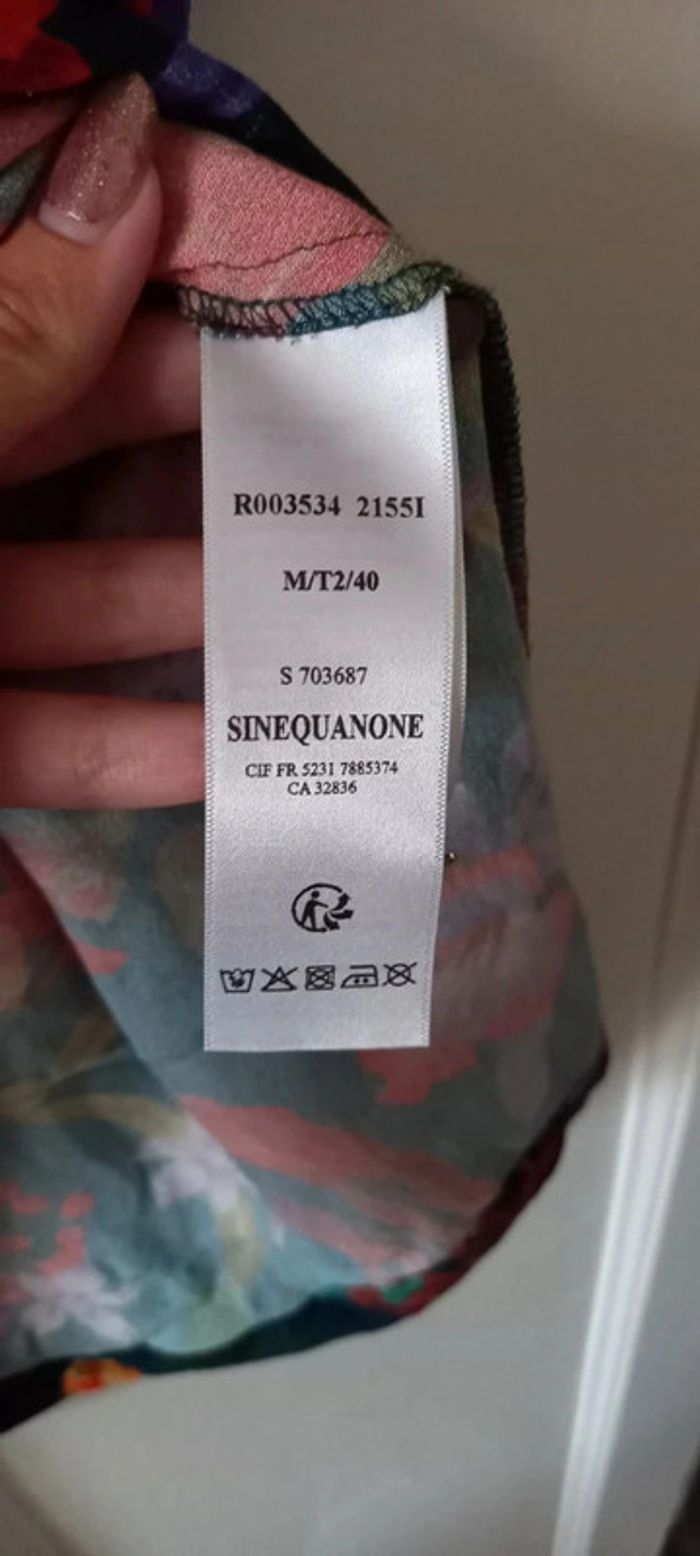 R003534 2155I
M/T2/40
S 703687
SINEQUANONE
CIF FR 5231 7885374
CA 32836